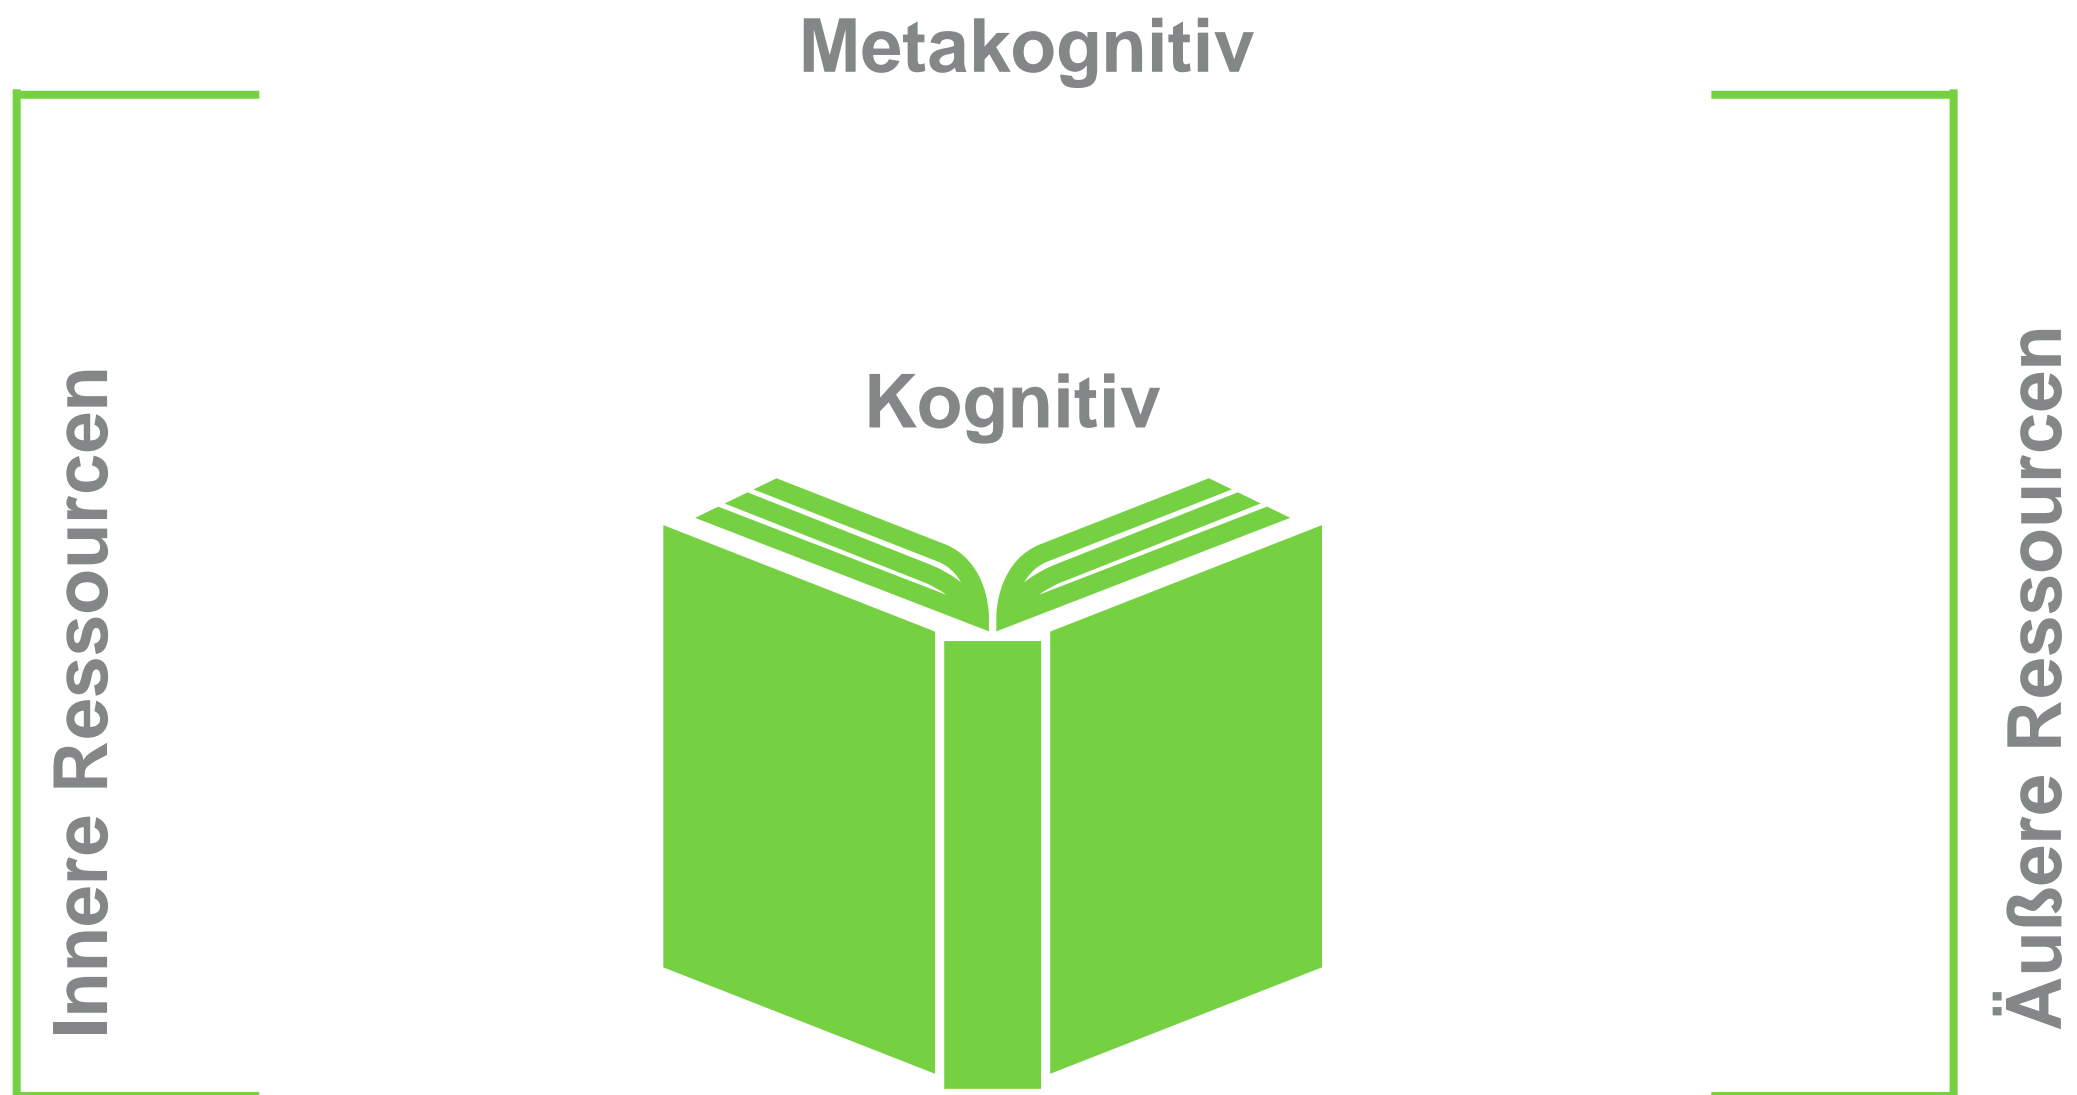 Metakognitiv
Kognitiv
Innere Ressourcen
Äußere Ressourcen